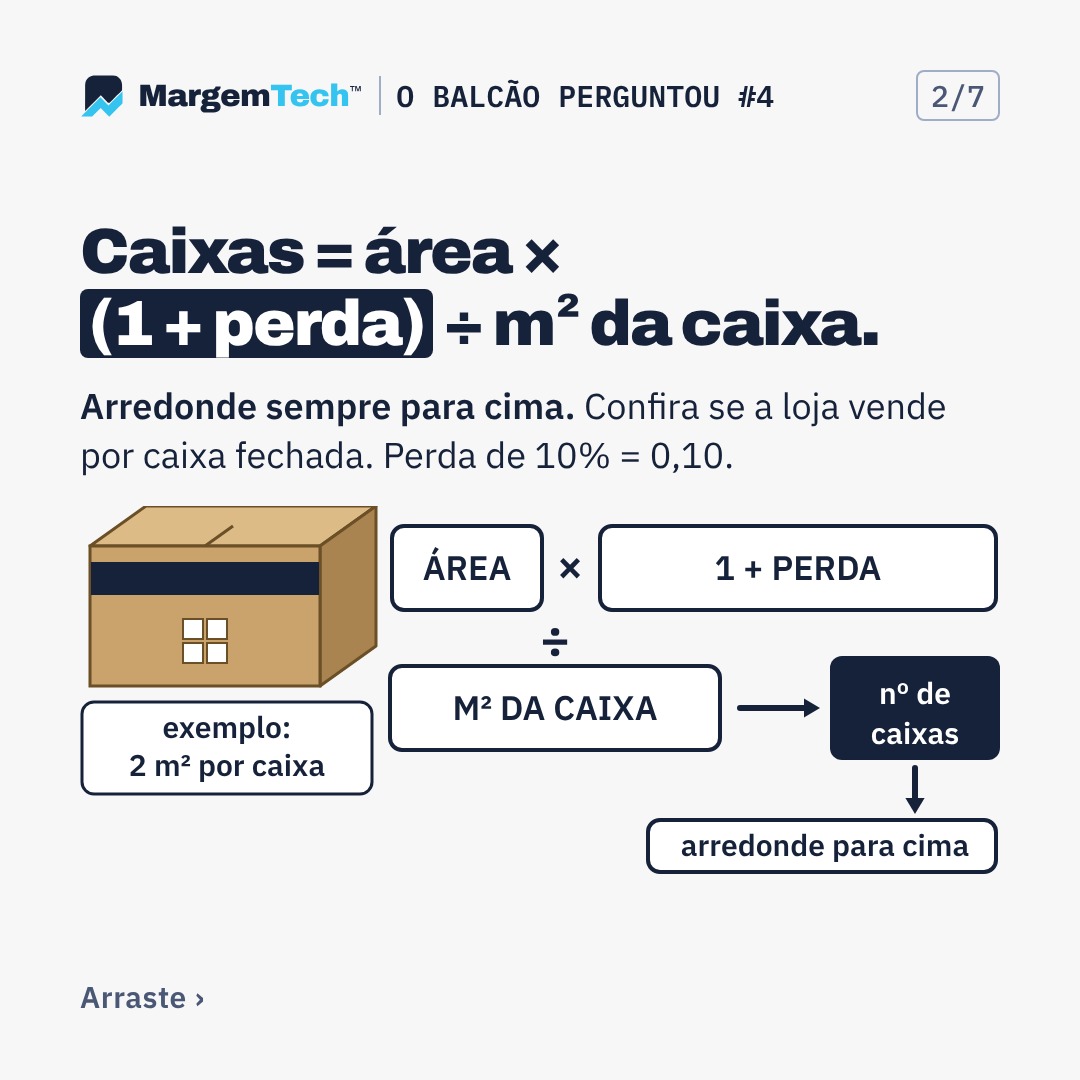 MargemTech™ O BALCÃO PERGUNTOU #4 2/7
Caixas = área ×
(1 + perda) ÷ m² da caixa.
Arredonde sempre para cima. Confira se a loja vende
por caixa fechada. Perda de 10% = 0,10.
ÁREA × 1 + PERDA
÷
M² DA CAIXA
nº de
caixas
exemplo:
2 m² por caixa
arredonde para cima
Arraste ›